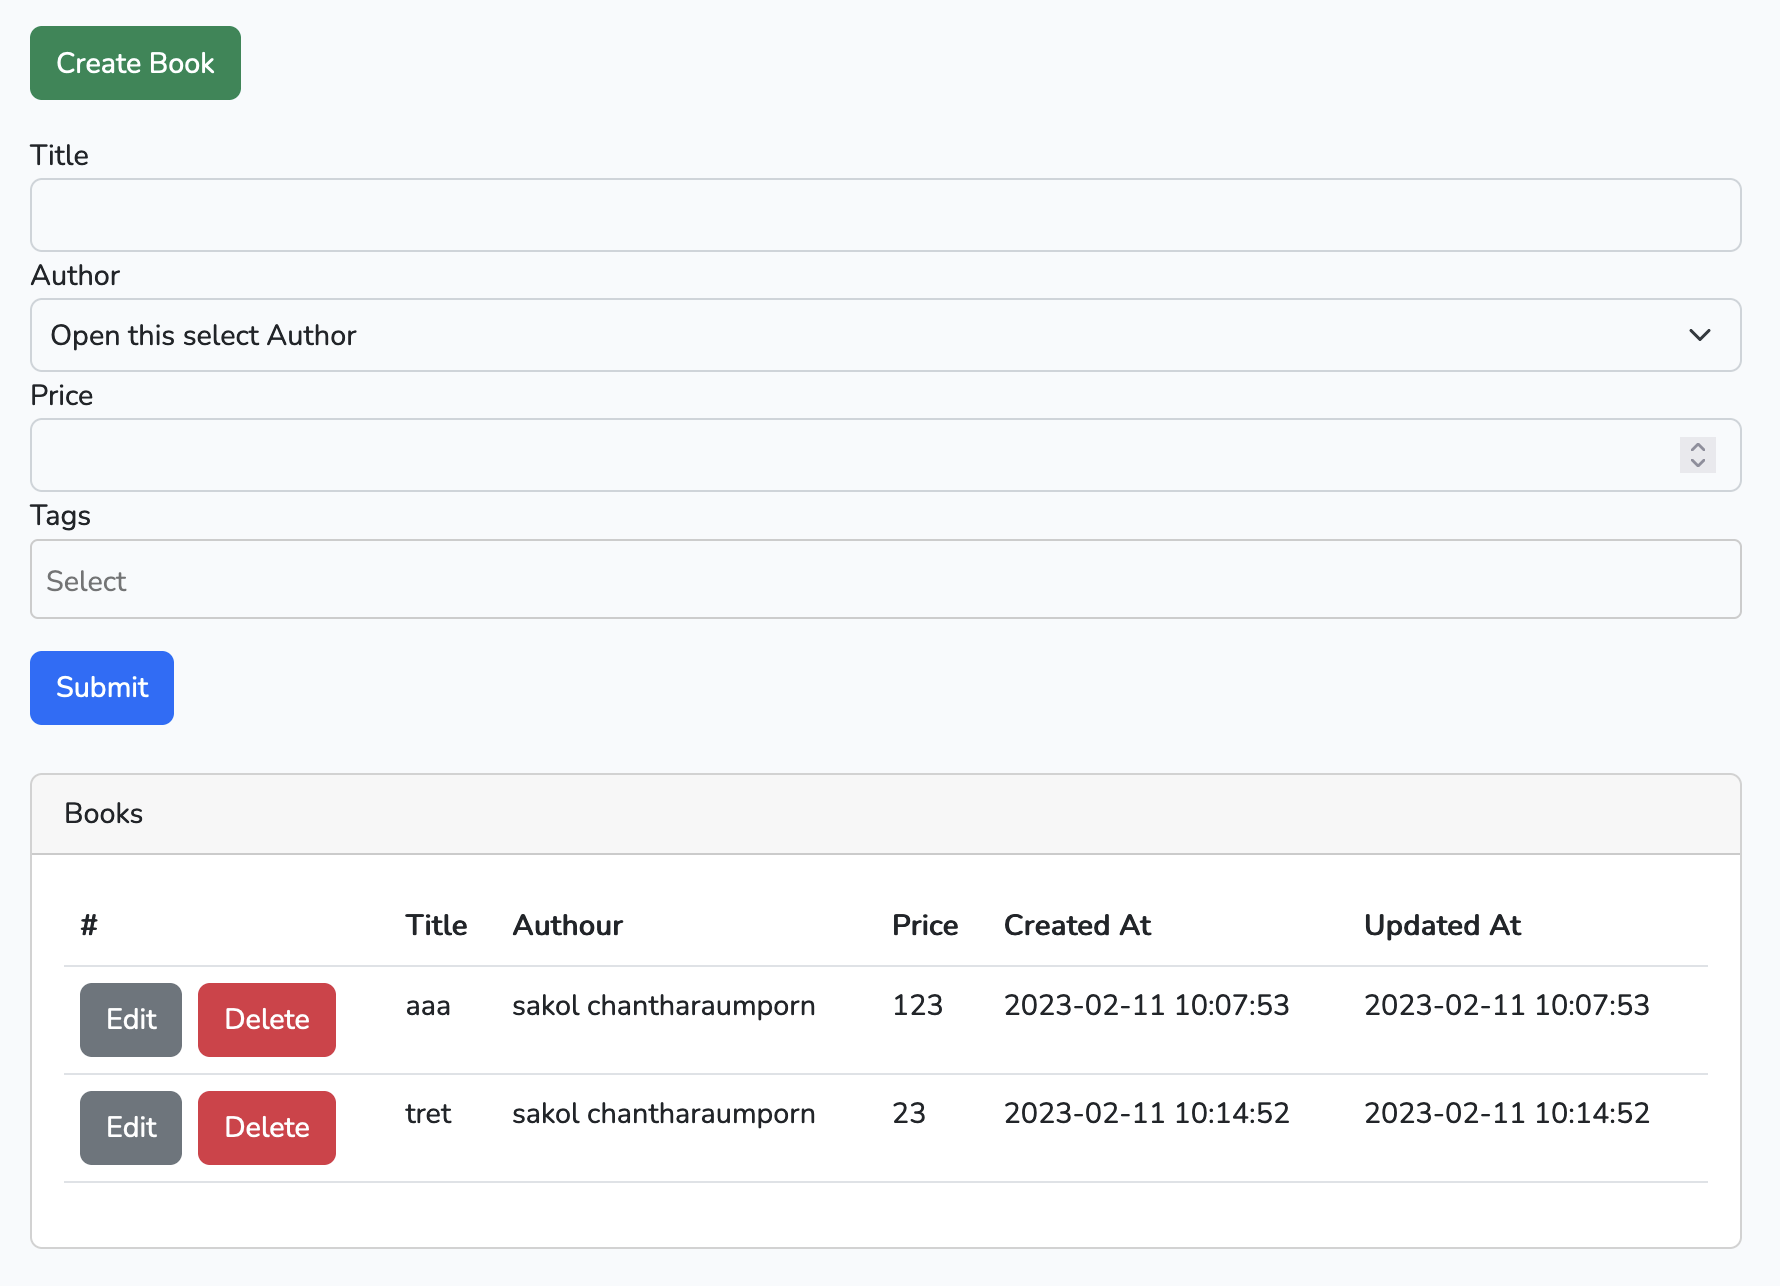 Create Book
Title
Author
Open this select Author
Price
Tags
Select
Submit
Books
# Title Authour Price Created At Updated At
Edit Delete aaa sakol chantharaumporn 123 2023-02-11 10:07:53 2023-02-11 10:07:53
Edit Delete tret sakol chantharaumporn 23 2023-02-11 10:14:52 2023-02-11 10:14:52